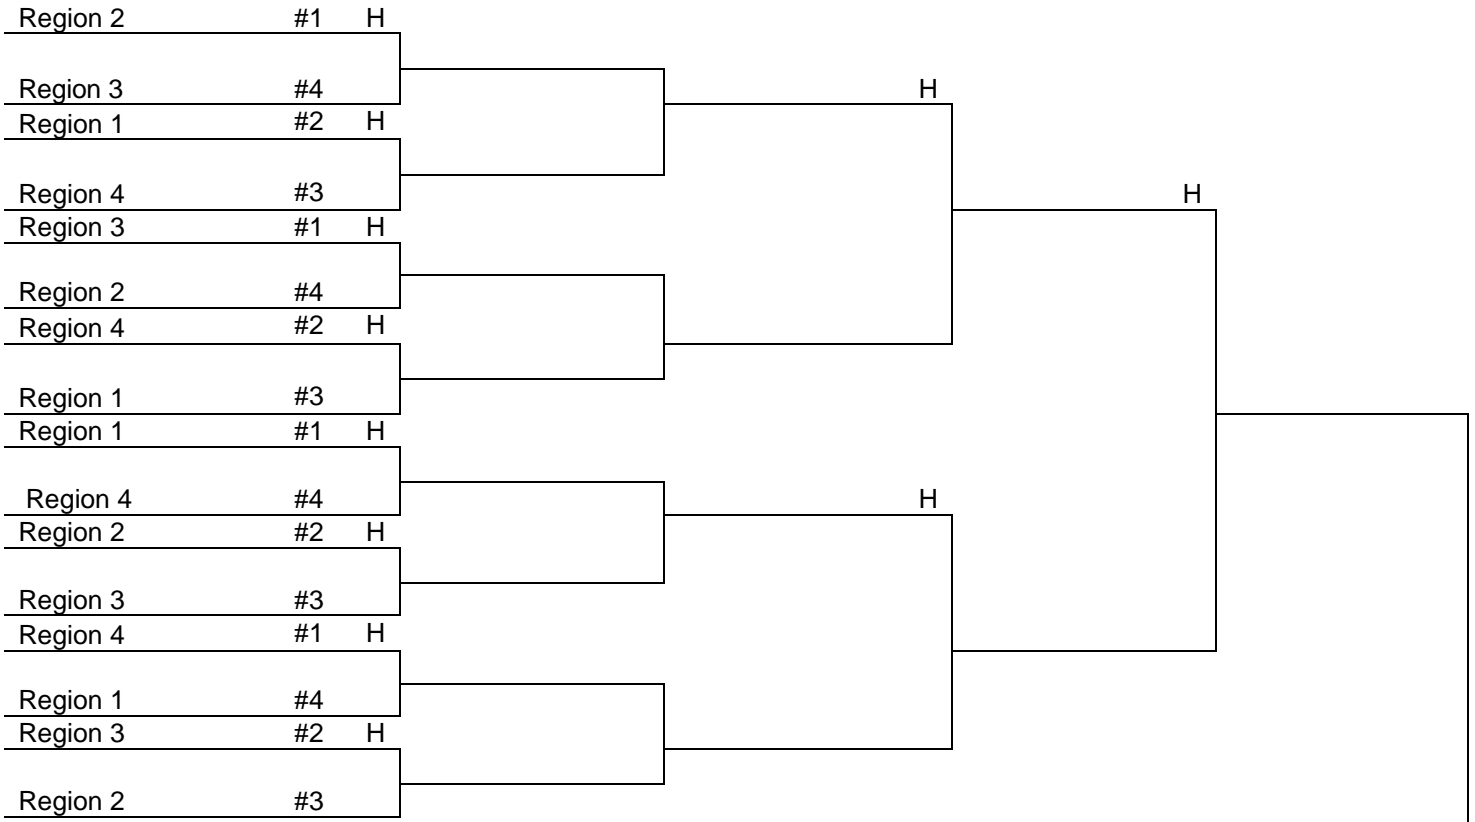 Region 2 #1 H
Region 3 #4 H
Region 1 #2 H
Region 4 #3 H
Region 3 #1 H
Region 2 #4
Region 4 #2 H
Region 1 #3
Region 1 #1 H
Region 4 #4 H
Region 2 #2 H
Region 3 #3
Region 4 #1 H
Region 1 #4
Region 3 #2 H
Region 2 #3